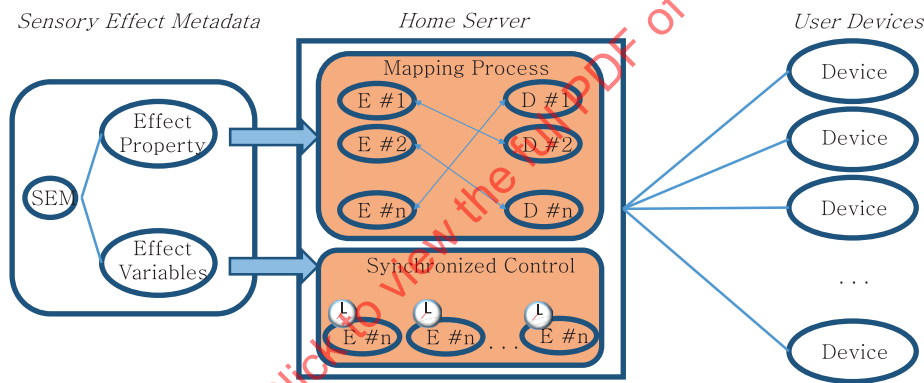 Sensory Effect Metadata
Home Server
User Devices
SEM
Effect
Property
Effect
Variables
Mapping Process
E #1
D #1
E #2
D #2
E #n
D #n
Synchronized Control
E #n
E #n
...
E #n
Device
Device
Device
...
Device
Click to view the full PDF of